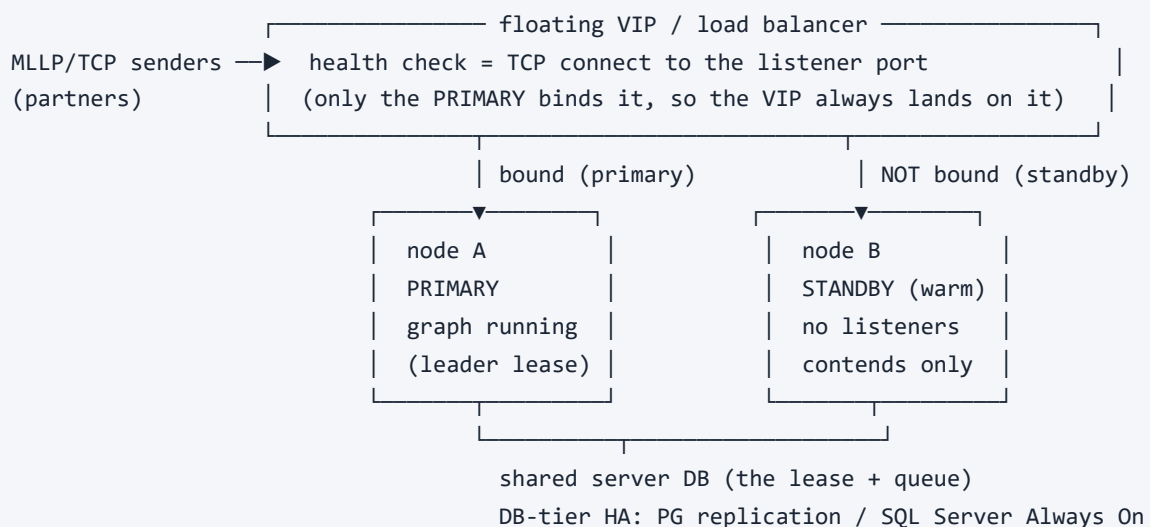 floating VIP / load balancer
MLLP/TCP senders health check = TCP connect to the listener port
(partners) (only the PRIMARY binds it, so the VIP always lands on it)
bound (primary) NOT bound (standby)
node A node B
PRIMARY STANDBY (warm)
graph running no listeners
(leader lease) contends only
shared server DB (the lease + queue)
DB-tier HA: PG replication / SQL Server Always On